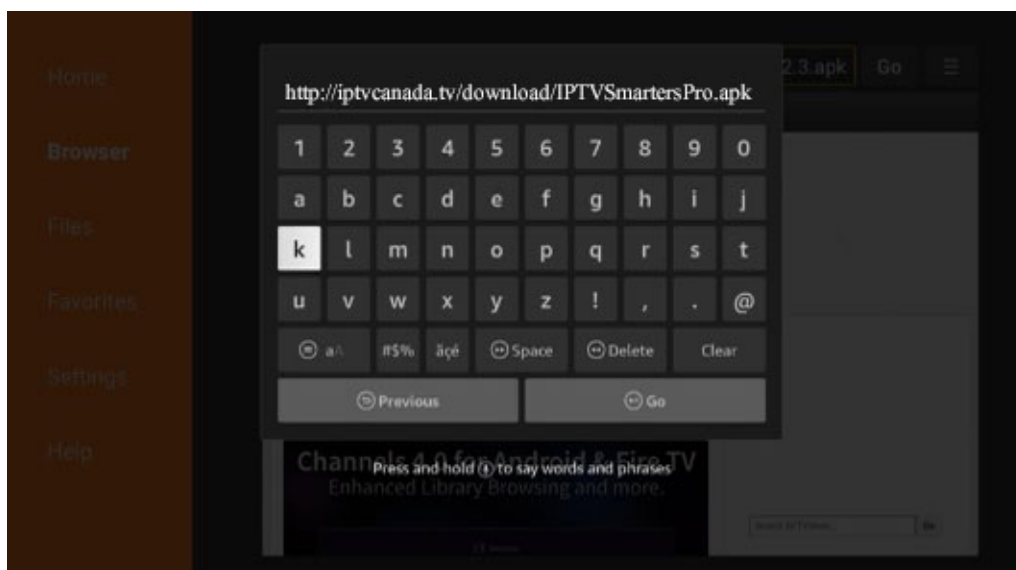 http://iptvcanada.tv/download/IPTVSmartersPro.apk
2.3.apk Go
Home
Browser
Files
Favorites
Settings
Help
1 2 3 4 5 6 7 8 9 0
a b c d e f g h i j
k l m n o p q r s t
u v w x y z ! , . @
a^ #$% ãçé Space Delete Clear
Previous Go
Press and hold to say words and phrases
Channels 4.0 for Android & Fire TV
Enhanced Library Browsing and more.